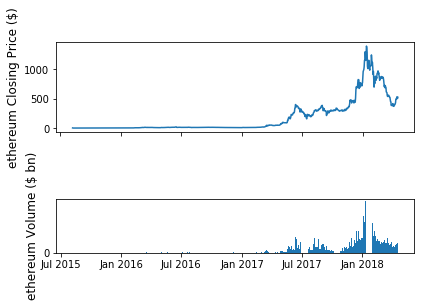 ethereum Closing Price ($)
1000
500
0
ethereum Volume ($ bn)
0
Jul 2015 Jan 2016 Jul 2016 Jan 2017 Jul 2017 Jan 2018